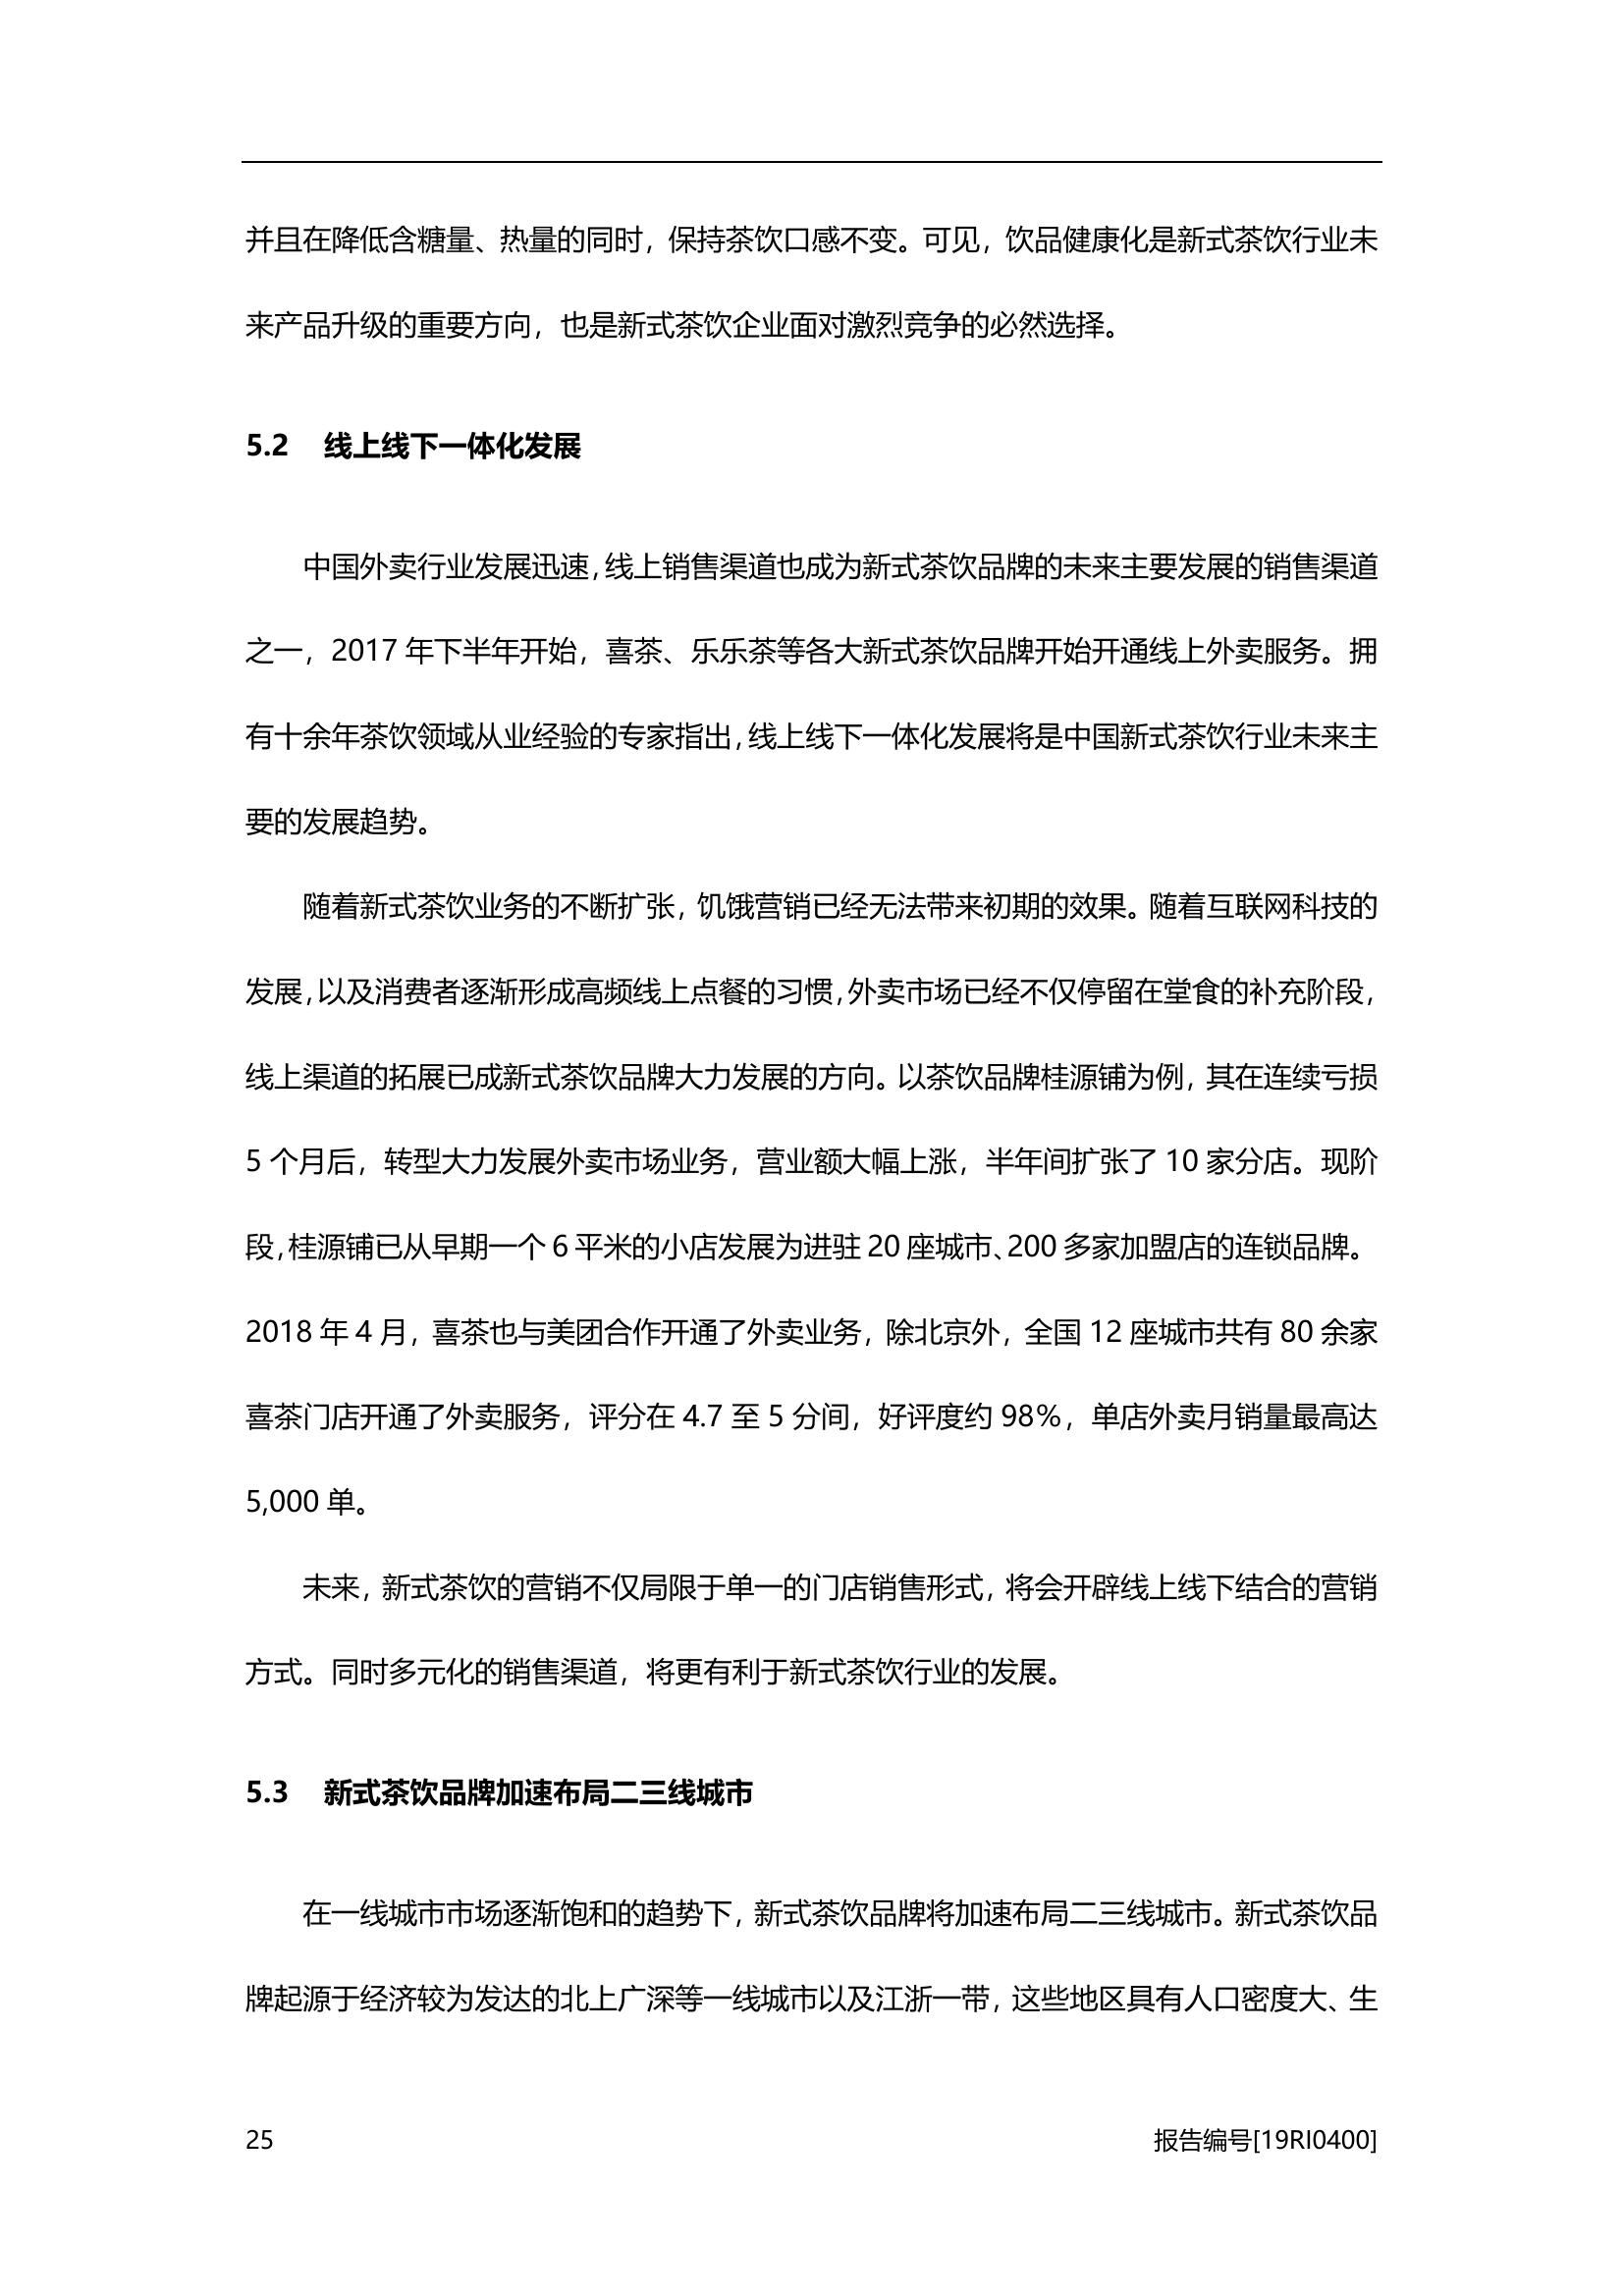 并且在降低含糖量、热量的同时，保持茶饮口感不变。可见，饮品健康化是新式茶饮行业未
来产品升级的重要方向，也是新式茶饮企业面对激烈竞争的必然选择。
5.2 线上线下一体化发展
中国外卖行业发展迅速，线上销售渠道也成为新式茶饮品牌的未来主要发展的销售渠道
之一，2017 年下半年开始，喜茶、乐乐茶等各大新式茶饮品牌开始开通线上外卖服务。拥
有十余年茶饮领域从业经验的专家指出，线上线下一体化发展将是中国新式茶饮行业未来主
要的发展趋势。
随着新式茶饮业务的不断扩张，饥饿营销已经无法带来初期的效果。随着互联网科技的
发展，以及消费者逐渐形成高频线上点餐的习惯，外卖市场已经不仅停留在堂食的补充阶段，
线上渠道的拓展已成新式茶饮品牌大力发展的方向。以茶饮品牌桂源铺为例，其在连续亏损
5 个月后，转型大力发展外卖市场业务，营业额大幅上涨，半年间扩张了 10 家分店。现阶
段，桂源铺已从早期一个 6 平米的小店发展为进驻 20 座城市、200 多家加盟店的连锁品牌。
2018 年 4 月，喜茶也与美团合作开通了外卖业务，除北京外，全国 12 座城市共有 80 余家
喜茶门店开通了外卖服务，评分在 4.7 至 5 分间，好评度约 98%，单店外卖月销量最高达
5,000 单。
未来，新式茶饮的营销不仅局限于单一的门店销售形式，将会开辟线上线下结合的营销
方式。同时多元化的销售渠道，将更有利于新式茶饮行业的发展。
5.3 新式茶饮品牌加速布局二三线城市
在一线城市市场逐渐饱和的趋势下，新式茶饮品牌将加速布局二三线城市。新式茶饮品
牌起源于经济较为发达的北上广深等一线城市以及江浙一带，这些地区具有人口密度大、生
25 报告编号[19RI0400]